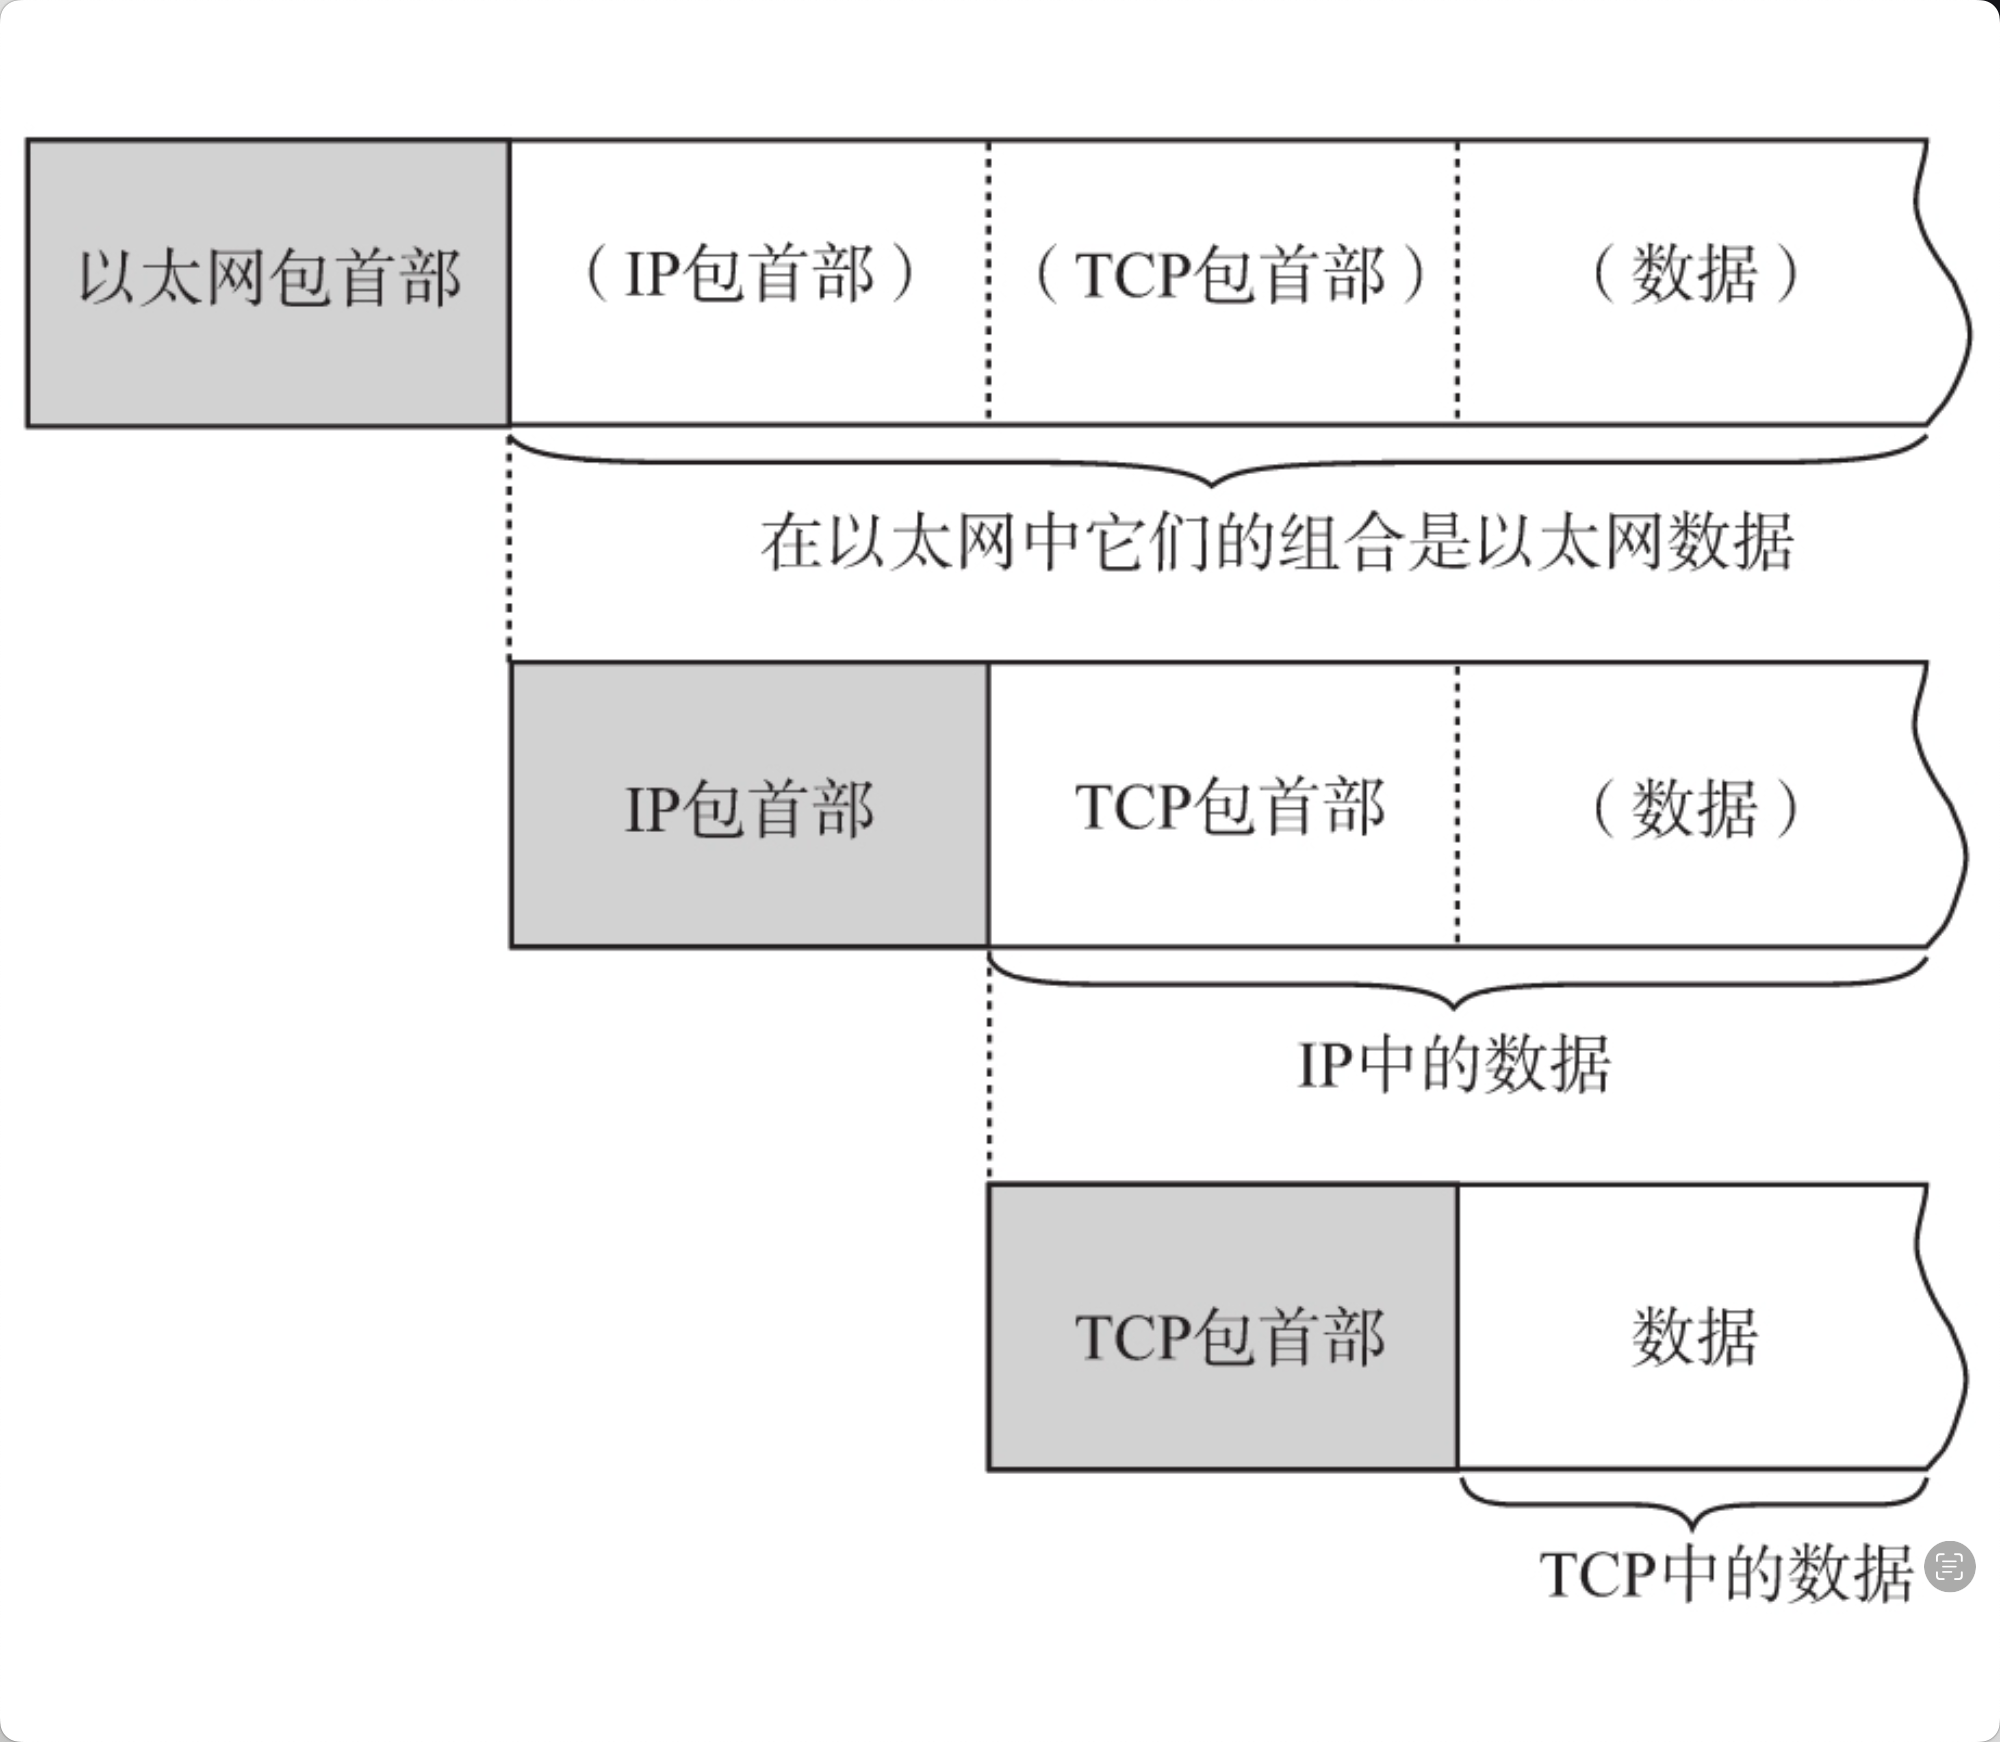 以太网包首部 （IP包首部） （TCP包首部） （数据）
在以太网中它们的组合是以太网数据
IP包首部 TCP包首部 （数据）
IP中的数据
TCP包首部 数据
TCP中的数据